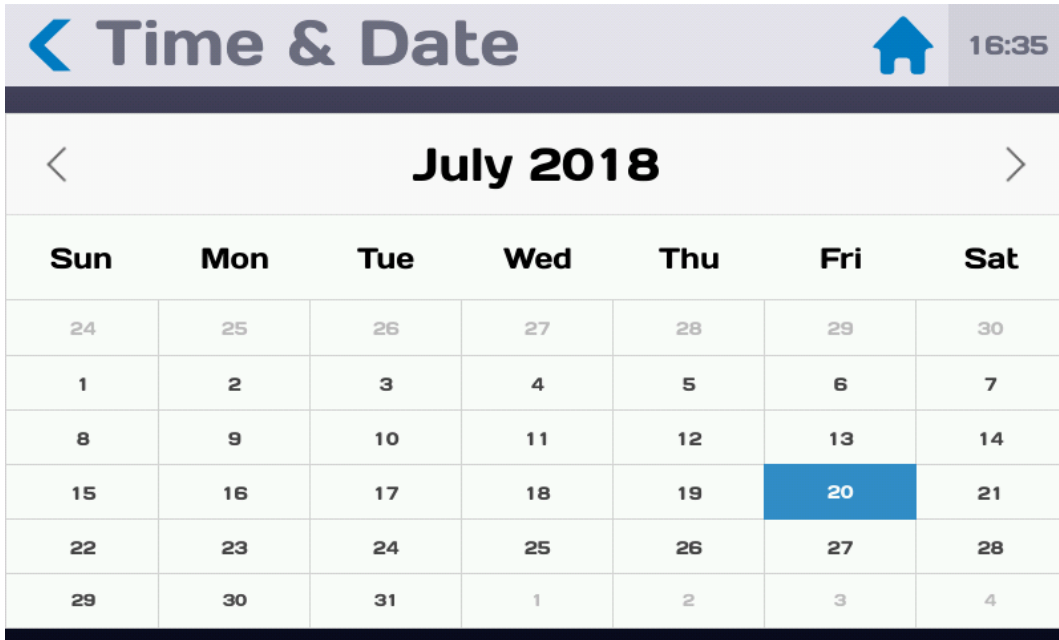 Time & Date 16:35
July 2018
Sun Mon Tue Wed Thu Fri Sat
24 25 26 27 28 29 30
1 2 3 4 5 6 7
8 9 10 11 12 13 14
15 16 17 18 19 20 21
22 23 24 25 26 27 28
29 30 31 1 2 3 4